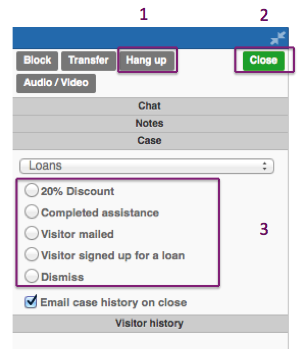 1 2
Block Transfer Hang up Close
Audio / Video
Chat
Notes
Case
Loans
20% Discount
Completed assistance
Visitor mailed
3
Visitor signed up for a loan
Dismiss
Email case history on close
Visitor history